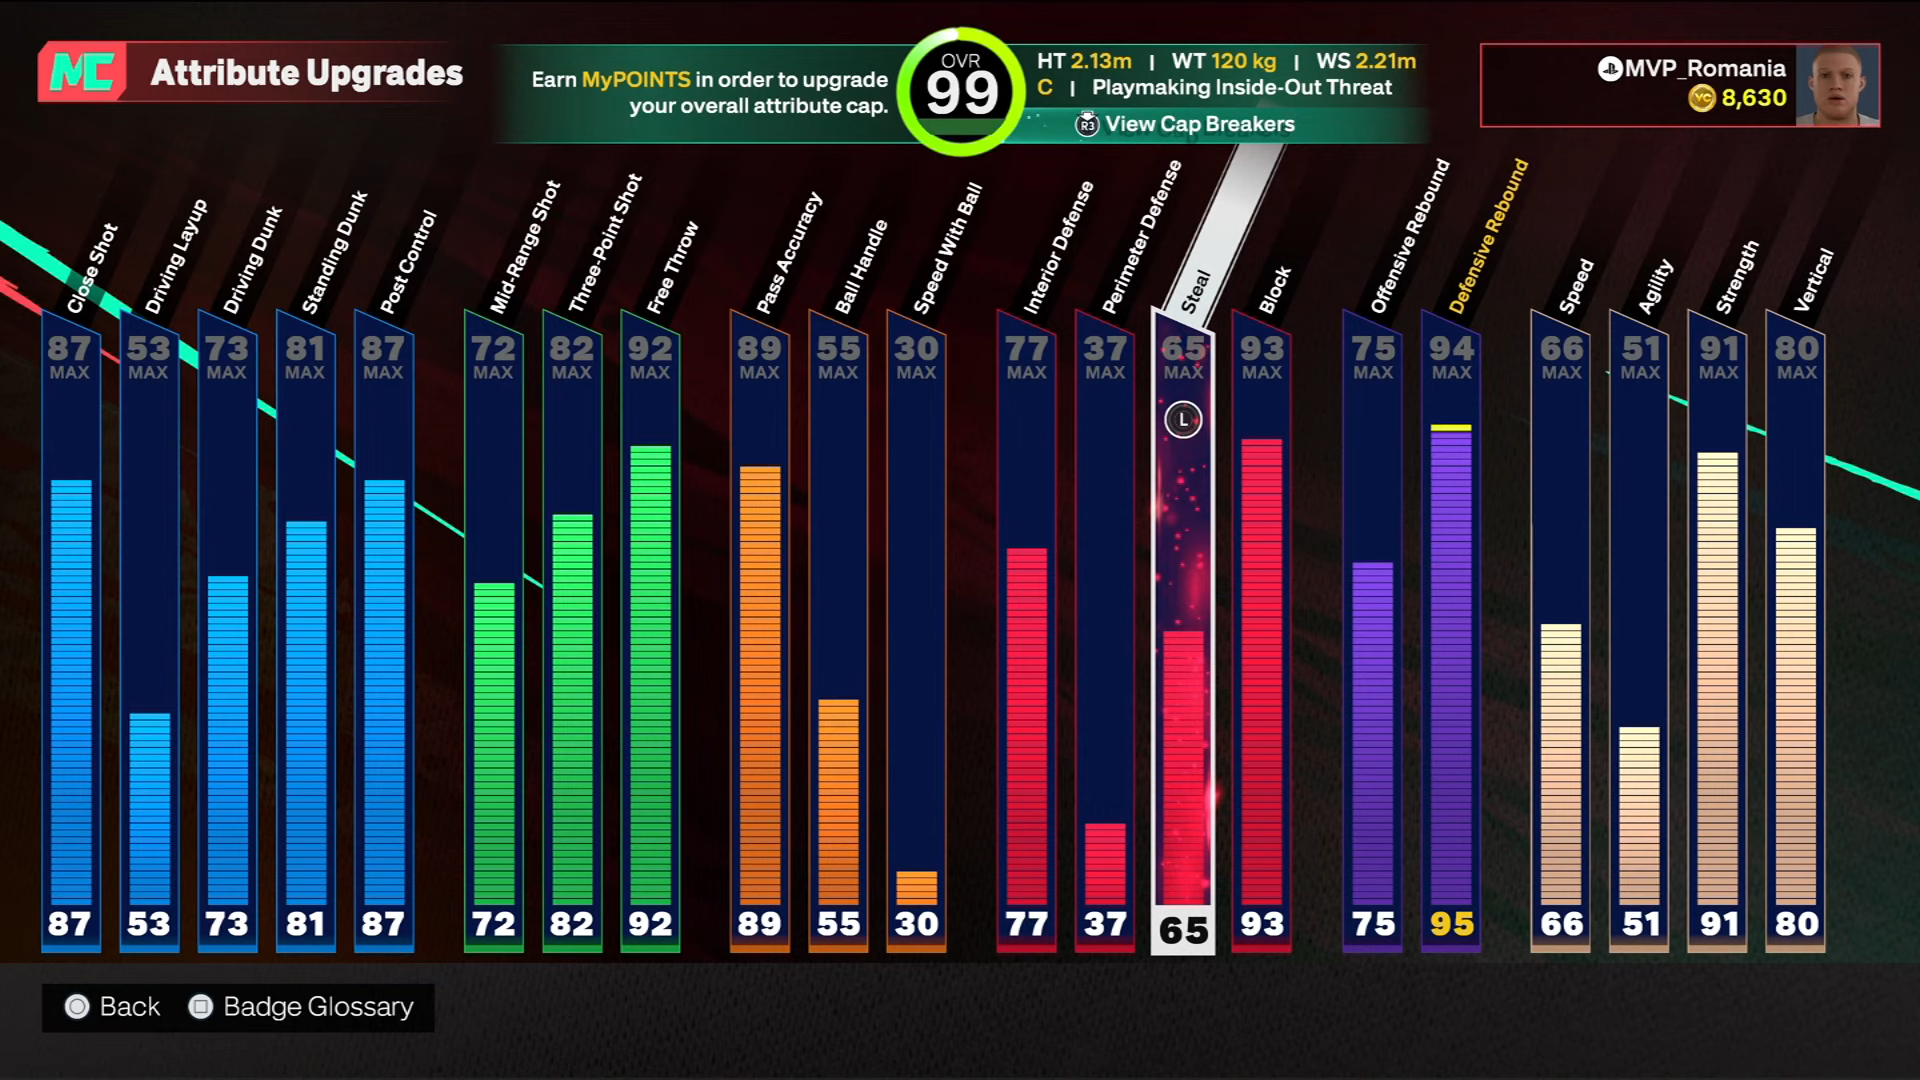 MC Attribute Upgrades
Earn MyPOINTS in order to upgrade
your overall attribute cap.
OVR
99
HT 2.13m | WT 120 kg | WS 2.21m
C | Playmaking Inside-Out Threat
R3 View Cap Breakers
MVP_Romania
VC 8,630
Close Shot
Driving Layup
Driving Dunk
Standing Dunk
Post Control
Mid-Range Shot
Three-Point Shot
Free Throw
Pass Accuracy
Ball Handle
Speed With Ball
Interior Defense
Perimeter Defense
Steal
Block
Offensive Rebound
Defensive Rebound
Speed
Agility
Strength
Vertical
87 53 73 81 87 72 82 92 89 55 30 77 37 65 93 75 94 66 51 91 80
MAX MAX MAX MAX MAX MAX MAX MAX MAX MAX MAX MAX MAX MAX MAX MAX MAX MAX MAX MAX MAX
L
87 53 73 81 87 72 82 92 89 55 30 77 37 65 93 75 95 66 51 91 80
Back Badge Glossary